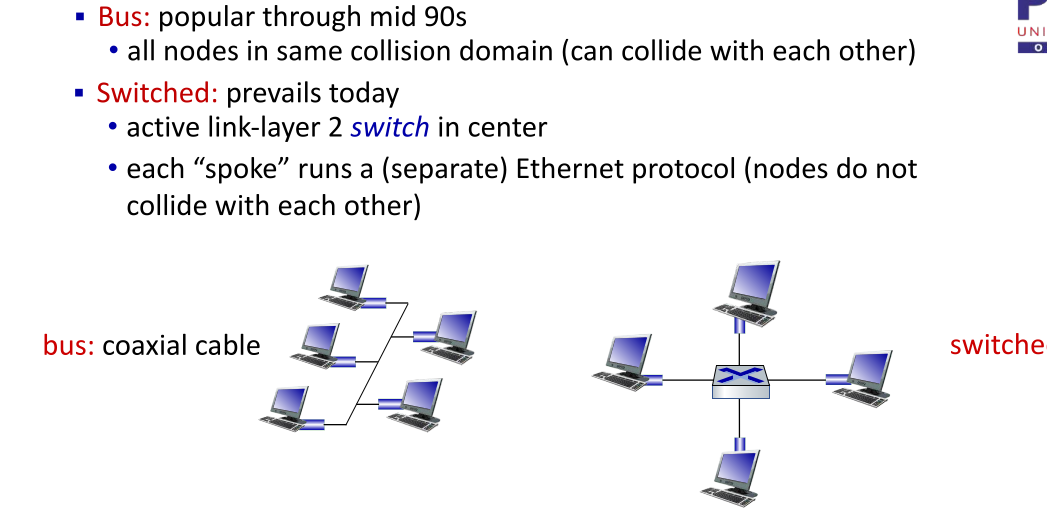 ▪ Bus: popular through mid 90s
• all nodes in same collision domain (can collide with each other)
▪ Switched: prevails today
• active link-layer 2 switch in center
• each “spoke” runs a (separate) Ethernet protocol (nodes do not
collide with each other)
bus: coaxial cable
switche
P
UNI
O